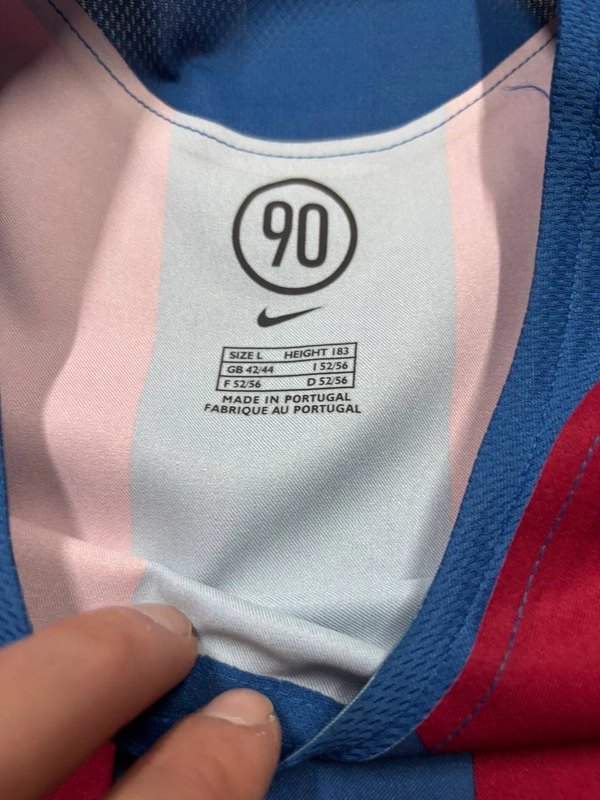 90
SIZE L HEIGHT 183
GB 42/44 I 52/56
F 52/56 D 52/56
MADE IN PORTUGAL
FABRIQUE AU PORTUGAL